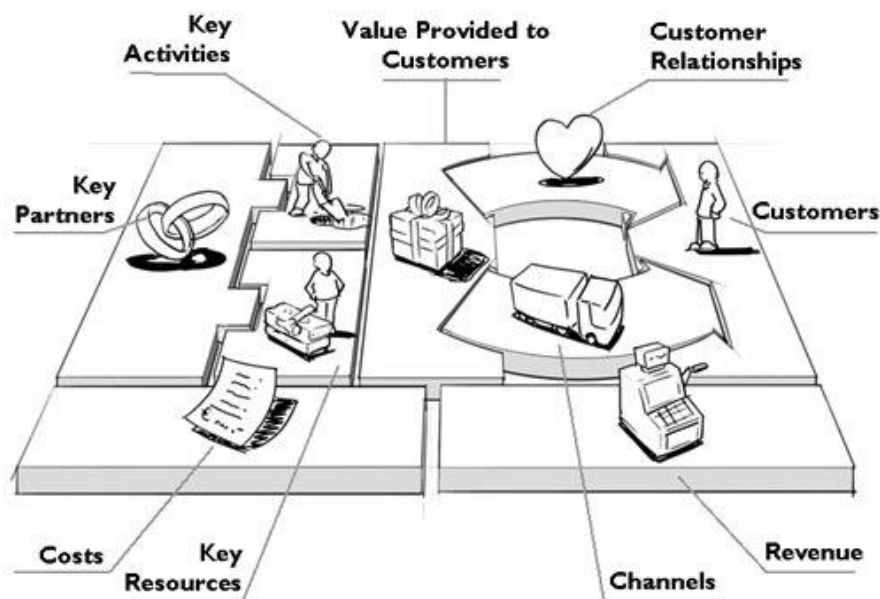 Key
Activities
Value Provided to
Customers
Customer
Relationships
Key
Partners
Customers
Costs
Key
Resources
Channels
Revenue